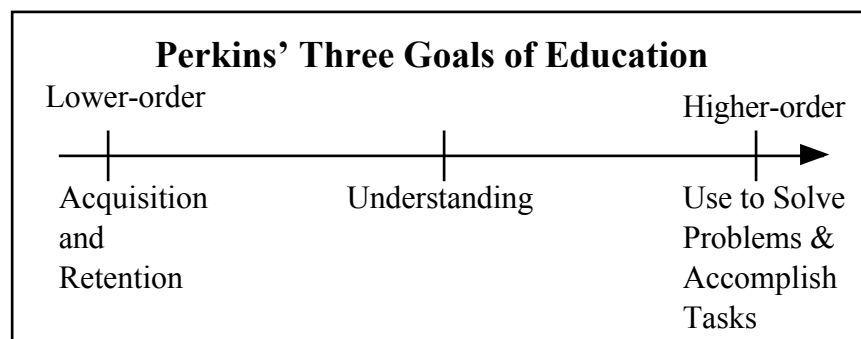 Perkins’ Three Goals of Education
Lower-order
Higher-order
Acquisition
and
Retention
Understanding
Use to Solve
Problems &
Accomplish
Tasks